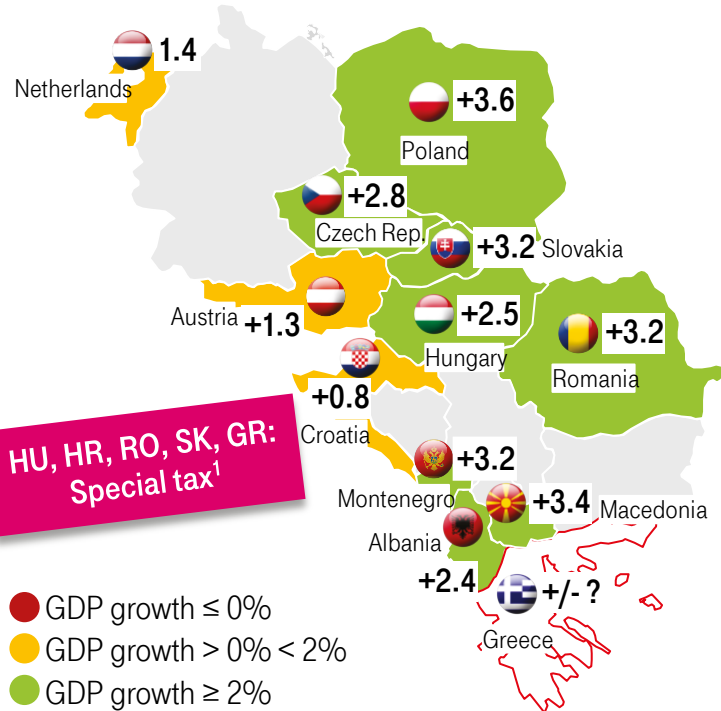 1.4
Netherlands
+3.6
Poland
+2.8
Czech Rep.
+3.2 Slovakia
Austria +1.3
+2.5
Hungary
+3.2
Romania
+0.8
Croatia
HU, HR, RO, SK, GR:
Special tax¹
+3.2
Montenegro
+3.4 Macedonia
Albania
+2.4
+/- ?
Greece
GDP growth ≤ 0%
GDP growth > 0% < 2%
GDP growth ≥ 2%